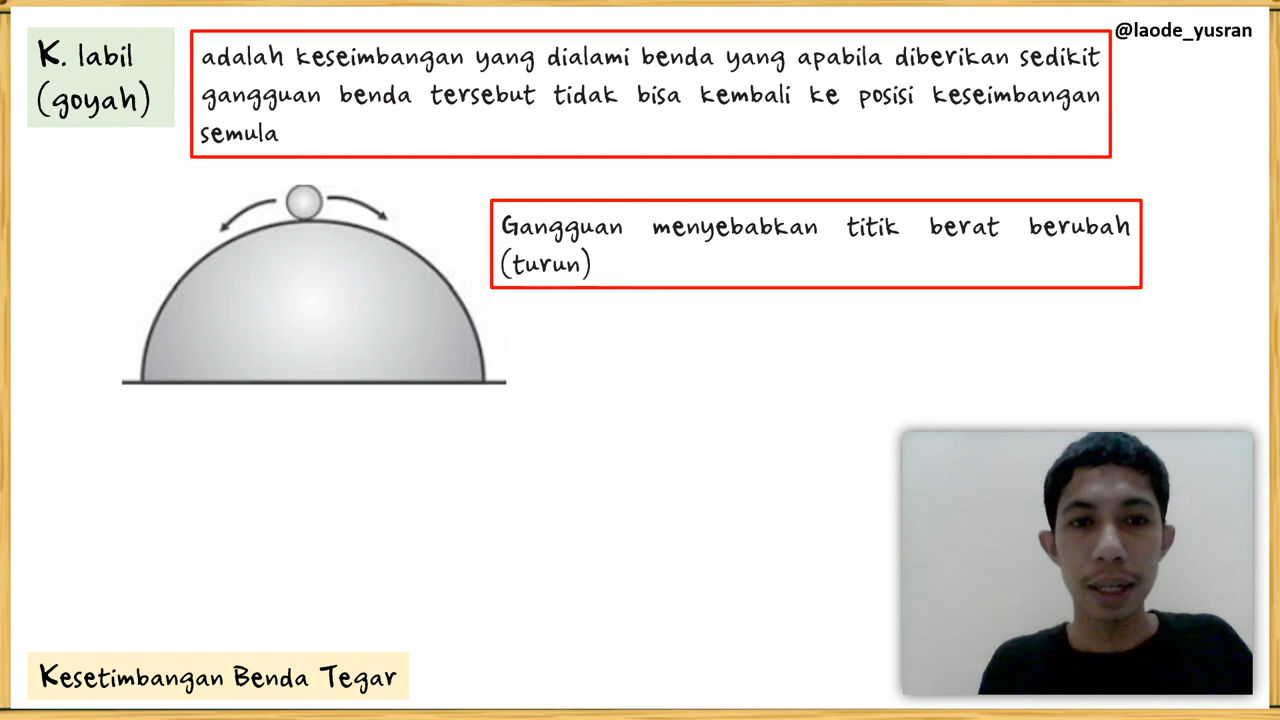 @laode_yusran
K. labil
(goyah)
adalah keseimbangan yang dialami benda yang apabila diberikan sedikit
gangguan benda tersebut tidak bisa kembali ke posisi keseimbangan
semula
Gangguan menyebabkan titik berat berubah
(turun)
Kesetimbangan Benda Tegar